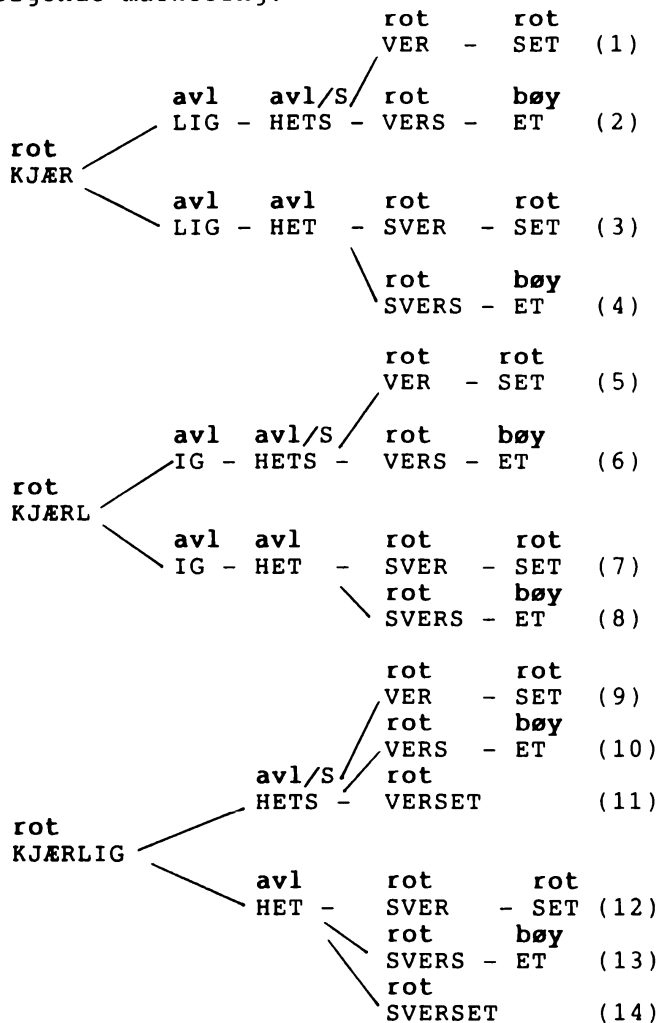 rot rot
VER - SET (1)
avl avl/S rot bøy
LIG - HETS - VERS - ET (2)
rot
KJÆR
avl avl rot rot
LIG - HET - SVER - SET (3)
rot bøy
SVERS - ET (4)
rot rot
VER - SET (5)
avl avl/S rot bøy
IG - HETS - VERS - ET (6)
rot
KJÆRL
avl avl rot rot
IG - HET - SVER - SET (7)
rot bøy
SVERS - ET (8)
rot rot
VER - SET (9)
rot bøy
VERS - ET (10)
avl/S rot
HETS - VERSET (11)
rot
KJÆRLIG
avl rot rot
HET - SVER - SET (12)
rot bøy
SVERS - ET (13)
rot
SVERSET (14)